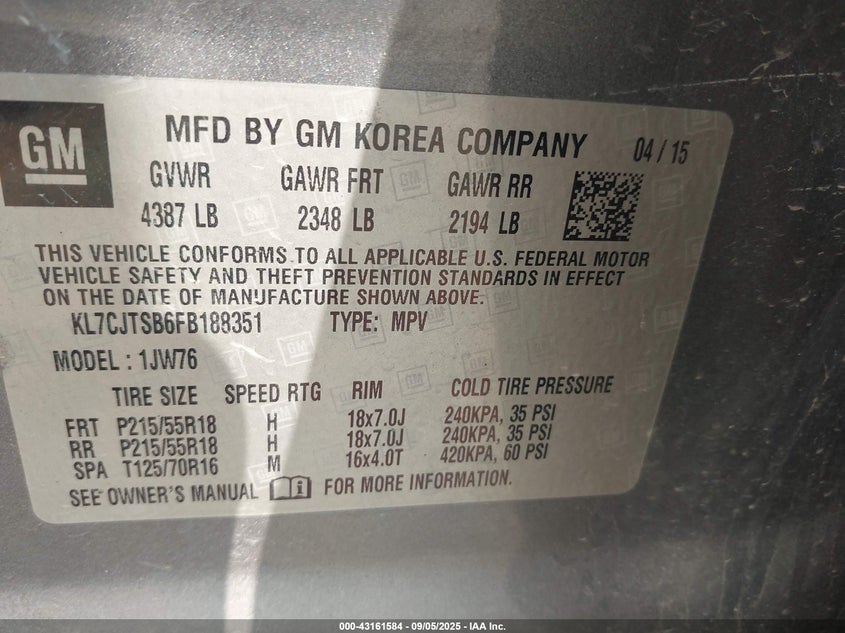 GM
MFD BY GM KOREA COMPANY 04 / 15
GVWR GAWR FRT GAWR RR
4387 LB 2348 LB 2194 LB
THIS VEHICLE CONFORMS TO ALL APPLICABLE U.S. FEDERAL MOTOR
VEHICLE SAFETY AND THEFT PREVENTION STANDARDS IN EFFECT
ON THE DATE OF MANUFACTURE SHOWN ABOVE.
KL7CJTSB6FB188351 TYPE: MPV
MODEL : 1JW76
TIRE SIZE SPEED RTG RIM COLD TIRE PRESSURE
FRT P215/55R18 H 18x7.0J 240KPA, 35 PSI
RR P215/55R18 H 18x7.0J 240KPA, 35 PSI
SPA T125/70R16 M 16x4.0T 420KPA, 60 PSI
SEE OWNER'S MANUAL FOR MORE INFORMATION.
000-43161584 - 09/05/2025 - IAA Inc.